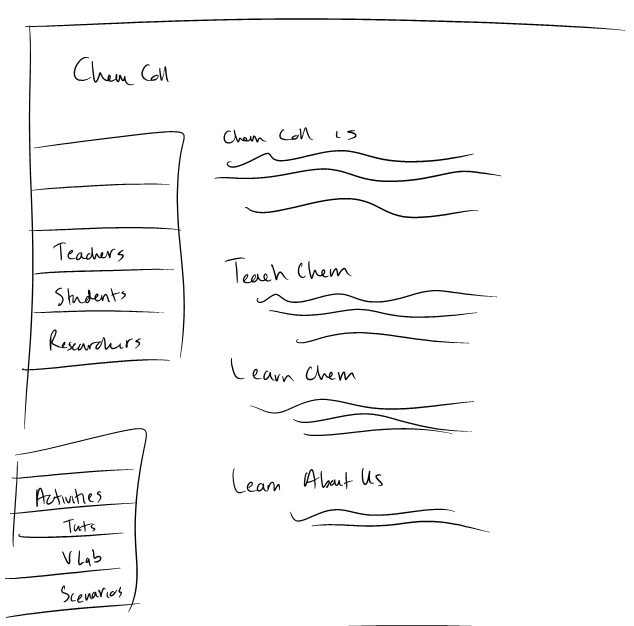 Chem Coll
Chem Coll is
Teachers
Students
Researchers
Teach Chem
Learn Chem
Learn About Us
Activities
Tuts
VLab
Scenarios